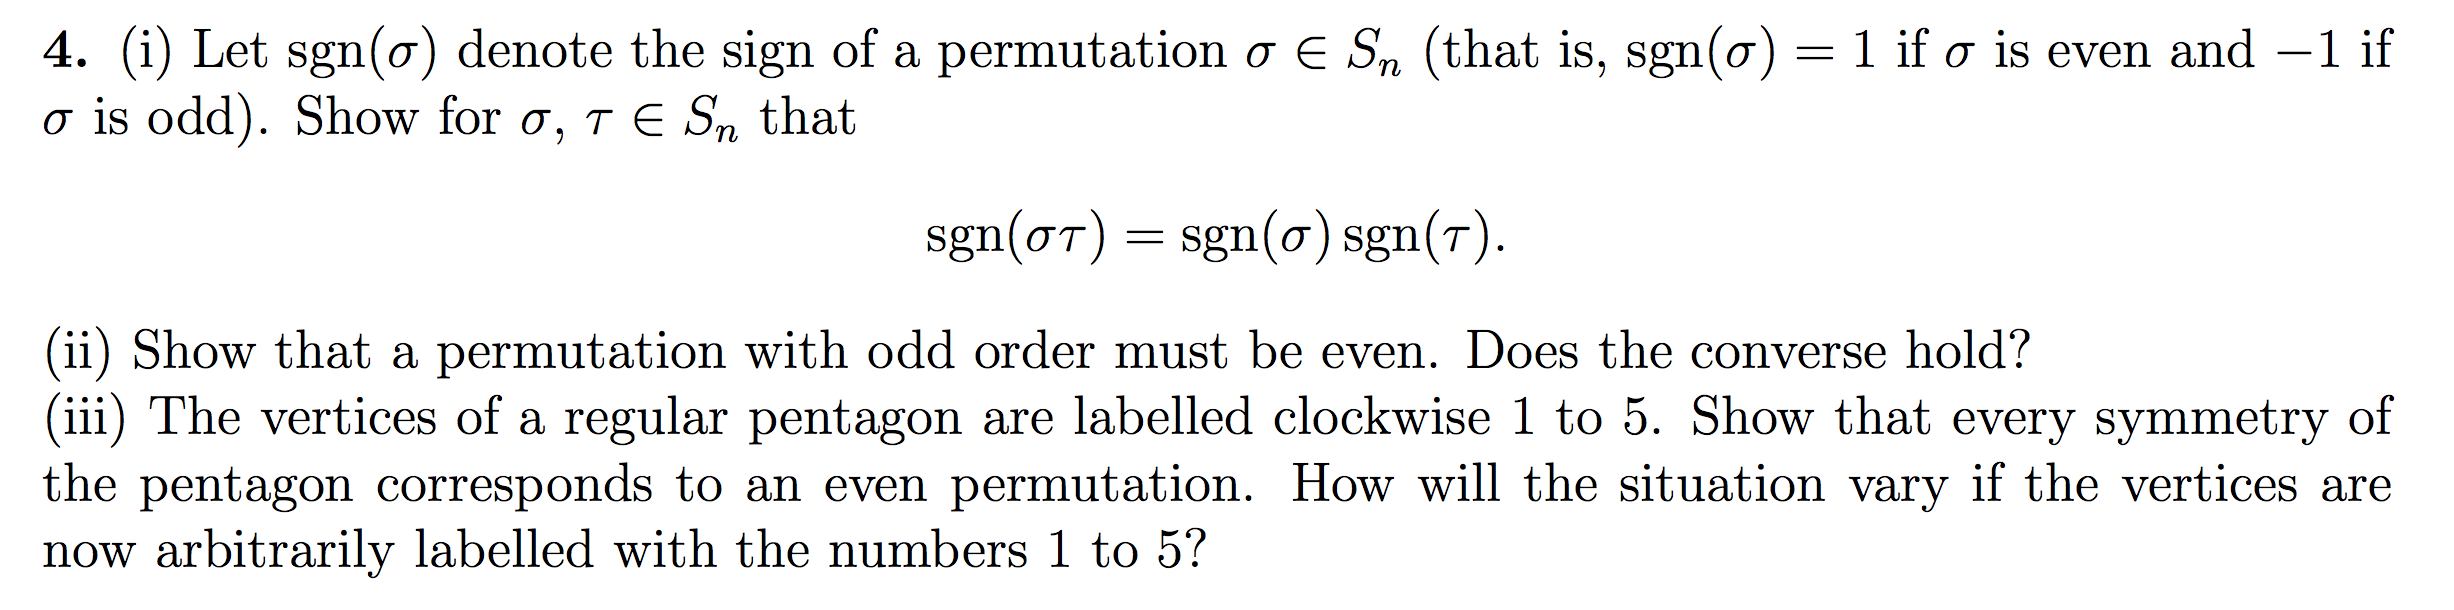 4. (i) Let sgn(σ) denote the sign of a permutation σ ∈ Sₙ (that is, sgn(σ) = 1 if σ is even and −1 if
σ is odd). Show for σ, τ ∈ Sₙ that
sgn(στ) = sgn(σ) sgn(τ).
(ii) Show that a permutation with odd order must be even. Does the converse hold?
(iii) The vertices of a regular pentagon are labelled clockwise 1 to 5. Show that every symmetry of
the pentagon corresponds to an even permutation. How will the situation vary if the vertices are
now arbitrarily labelled with the numbers 1 to 5?